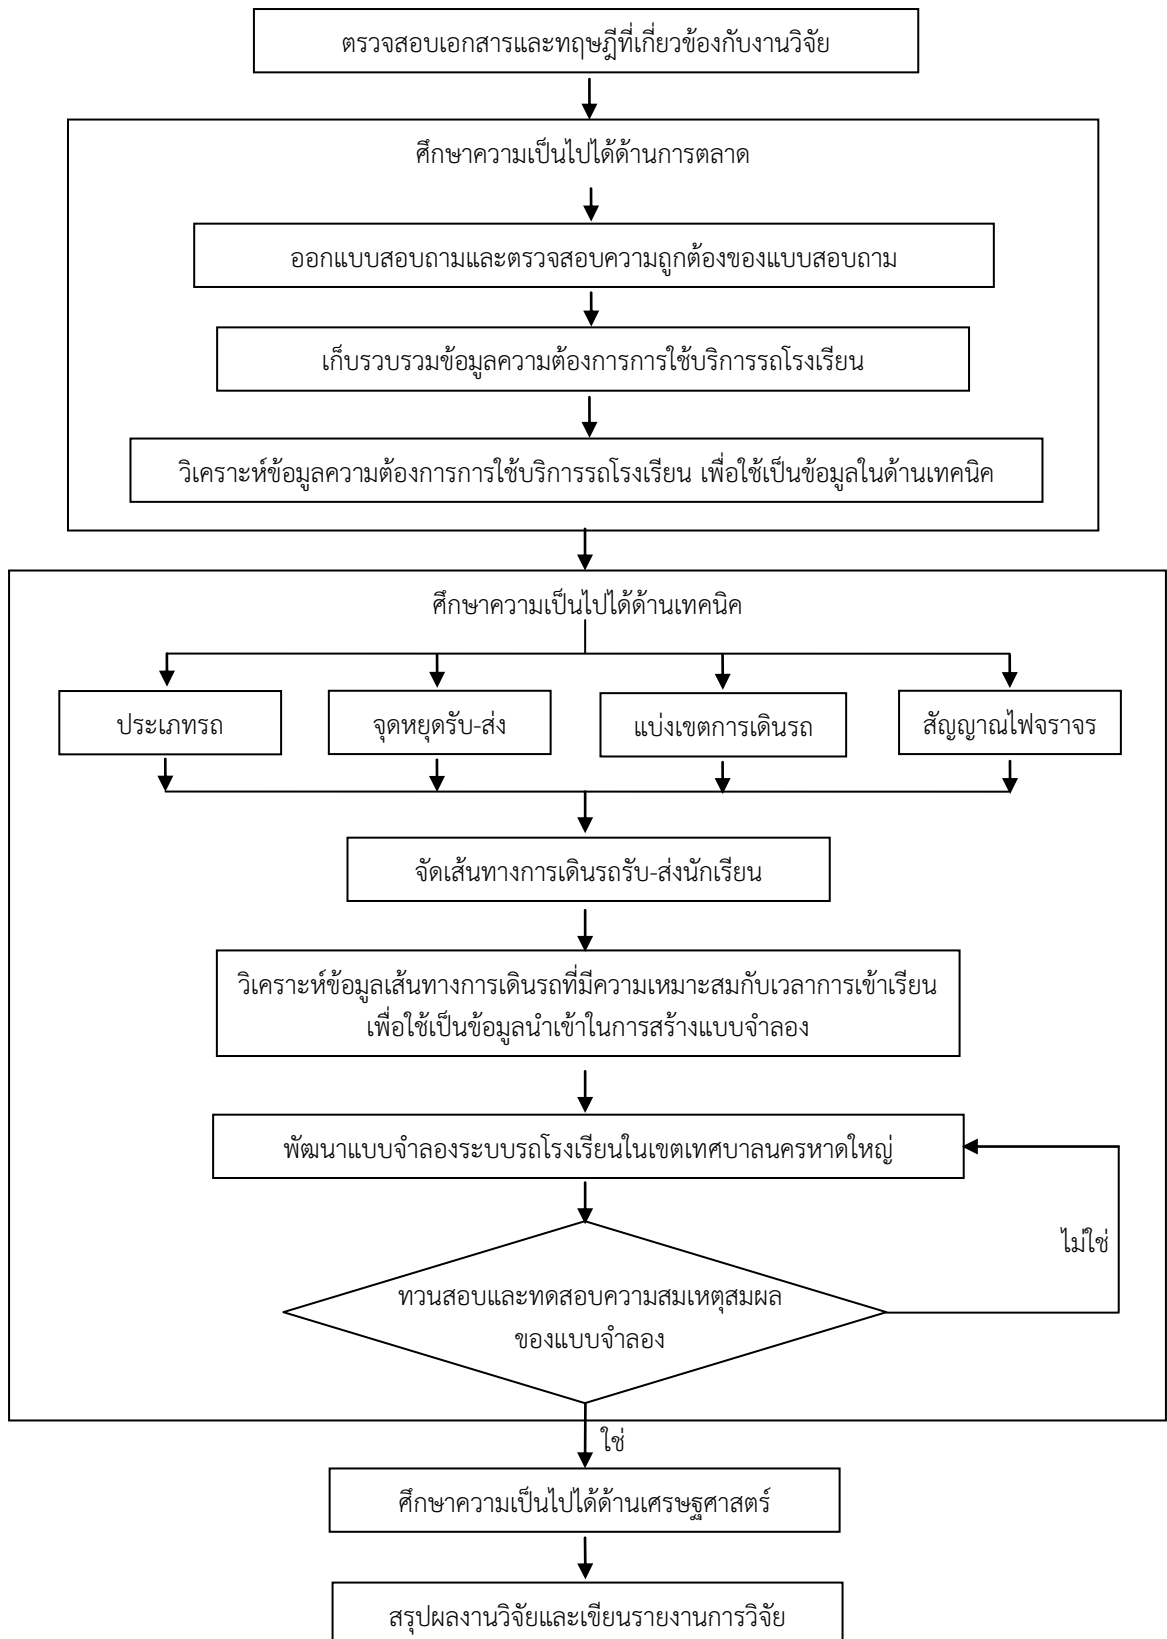 ตรวจสอบเอกสารและทฤษฎีที่เกี่ยวข้องกับงานวิจัย
ศึกษาความเป็นไปได้ด้านการตลาด
ออกแบบสอบถามและตรวจสอบความถูกต้องของแบบสอบถาม
เก็บรวบรวมข้อมูลความต้องการการใช้บริการรถโรงเรียน
วิเคราะห์ข้อมูลความต้องการการใช้บริการรถโรงเรียน เพื่อใช้เป็นข้อมูลในด้านเทคนิค
ศึกษาความเป็นไปได้ด้านเทคนิค
ประเภทรถ
จุดหยุดรับ-ส่ง
แบ่งเขตการเดินรถ
สัญญาณไฟจราจร
จัดเส้นทางการเดินรถรับ-ส่งนักเรียน
วิเคราะห์ข้อมูลเส้นทางการเดินรถที่มีความเหมาะสมกับเวลาการเข้าเรียน
เพื่อใช้เป็นข้อมูลนำเข้าในการสร้างแบบจำลอง
พัฒนาแบบจำลองระบบรถโรงเรียนในเขตเทศบาลนครหาดใหญ่
ไม่ใช่
ทวนสอบและทดสอบความสมเหตุสมผล
ของแบบจำลอง
ใช่
ศึกษาความเป็นไปได้ด้านเศรษฐศาสตร์
สรุปผลงานวิจัยและเขียนรายงานการวิจัย